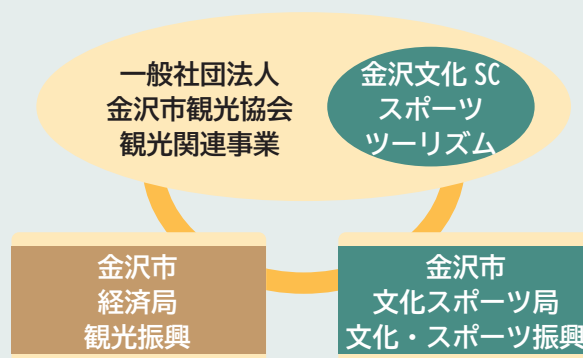 一般社団法人
金沢市観光協会
観光関連事業
金沢文化 SC
スポーツ
ツーリズム
金沢市
経済局
観光振興
金沢市
文化スポーツ局
文化・スポーツ振興